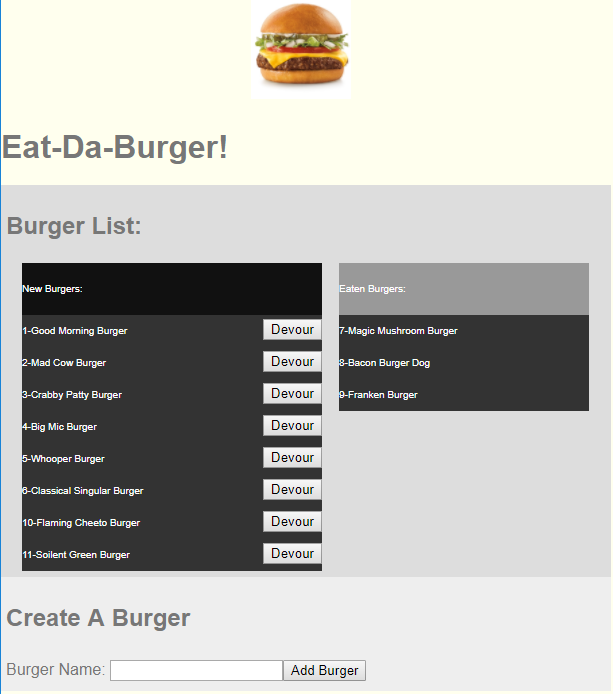 Eat-Da-Burger!
Burger List:
New Burgers:
1-Good Morning Burger Devour
2-Mad Cow Burger Devour
3-Crabby Patty Burger Devour
4-Big Mic Burger Devour
5-Whooper Burger Devour
6-Classical Singular Burger Devour
10-Flaming Cheeto Burger Devour
11-Soilent Green Burger Devour
Eaten Burgers:
7-Magic Mushroom Burger
8-Bacon Burger Dog
9-Franken Burger
Create A Burger
Burger Name: Add Burger